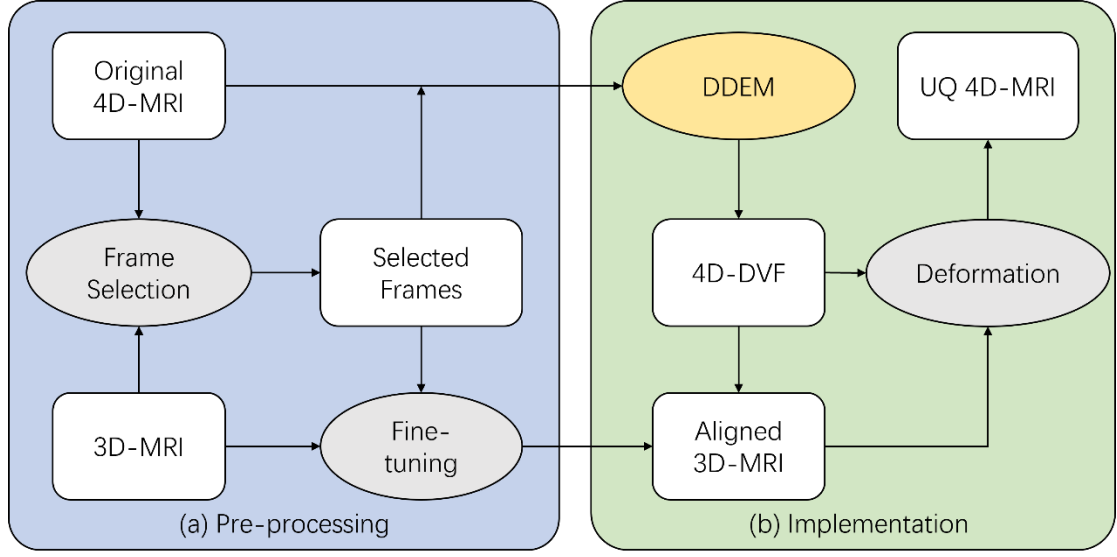 Original
4D-MRI
Frame
Selection
3D-MRI
Selected
Frames
Fine-
tuning
(a) Pre-processing
DDEM
UQ 4D-MRI
4D-DVF
Deformation
Aligned
3D-MRI
(b) Implementation